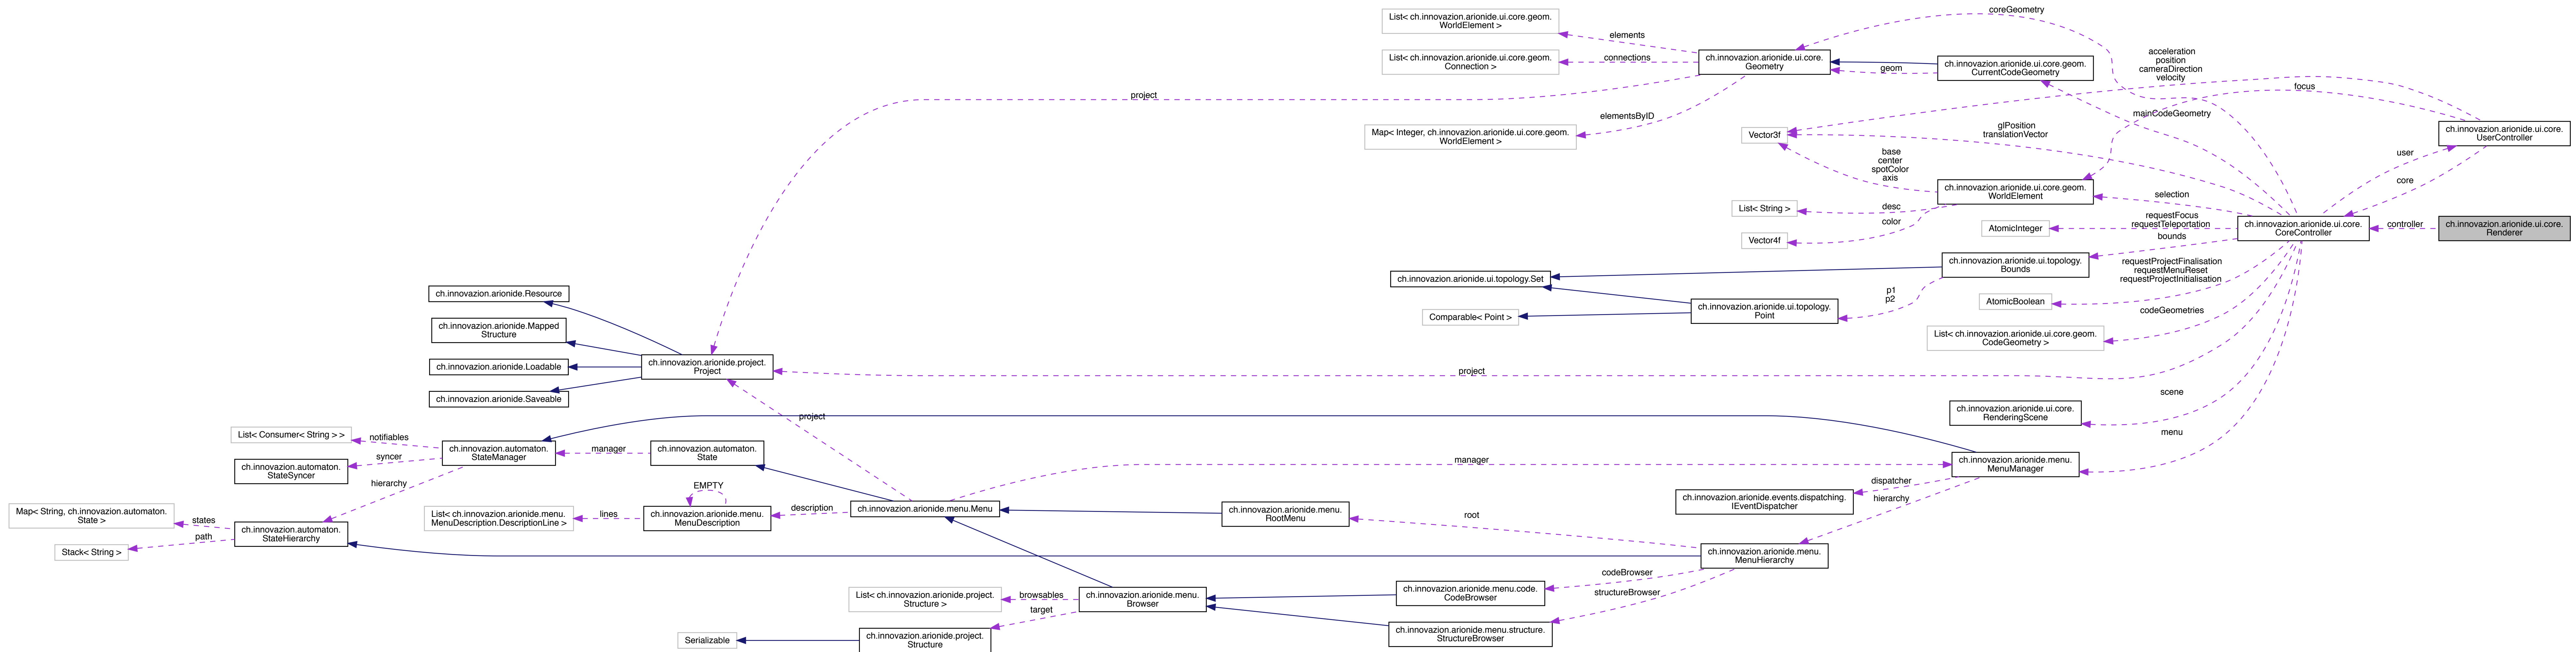 coreGeometry
List< ch.innovazion.arionide.ui.core.geom.
WorldElement >
elements
List< ch.innovazion.arionide.ui.core.geom.
Connection >
connections
ch.innovazion.arionide.ui.core.
Geometry
geom
ch.innovazion.arionide.ui.core.geom.
CurrentCodeGeometry
acceleration
position
cameraDirection
velocity
focus
project
elementsByID
Map< Integer, ch.innovazion.arionide.ui.core.geom.
WorldElement >
mainCodeGeometry
Vector3f
glPosition
translationVector
ch.innovazion.arionide.ui.core.
UserController
user
core
base
center
spotColor
axis
ch.innovazion.arionide.ui.core.geom.
WorldElement
selection
List< String >
desc
color
Vector4f
AtomicInteger
requestFocus
requestTeleportation
bounds
ch.innovazion.arionide.ui.core.
CoreController
controller
ch.innovazion.arionide.ui.core.
Renderer
ch.innovazion.arionide.ui.topology.Set
ch.innovazion.arionide.ui.topology.
Bounds
requestProjectFinalisation
requestMenuReset
requestProjectInitialisation
p1
p2
AtomicBoolean
ch.innovazion.arionide.Resource
Comparable< Point >
ch.innovazion.arionide.ui.topology.
Point
codeGeometries
ch.innovazion.arionide.Mapped
Structure
List< ch.innovazion.arionide.ui.core.geom.
CodeGeometry >
ch.innovazion.arionide.Loadable
ch.innovazion.arionide.project.
Project
project
ch.innovazion.arionide.Saveable
scene
ch.innovazion.arionide.ui.core.
RenderingScene
project
menu
List< Consumer< String > >
notifiables
ch.innovazion.automaton.
StateManager
manager
ch.innovazion.automaton.
State
syncer
ch.innovazion.automaton.
StateSyncer
hierarchy
manager
ch.innovazion.arionide.menu.
MenuManager
dispatcher
hierarchy
ch.innovazion.arionide.events.dispatching.
IEventDispatcher
EMPTY
Map< String, ch.innovazion.automaton.
State >
states
List< ch.innovazion.arionide.menu.
MenuDescription.DescriptionLine >
lines
ch.innovazion.arionide.menu.
MenuDescription
description
ch.innovazion.arionide.menu.Menu
ch.innovazion.arionide.menu.
RootMenu
root
ch.innovazion.automaton.
StateHierarchy
path
Stack< String >
ch.innovazion.arionide.menu.
MenuHierarchy
codeBrowser
structureBrowser
List< ch.innovazion.arionide.project.
Structure >
browsables
ch.innovazion.arionide.menu.
Browser
ch.innovazion.arionide.menu.code.
CodeBrowser
target
Serializable
ch.innovazion.arionide.project.
Structure
ch.innovazion.arionide.menu.structure.
StructureBrowser